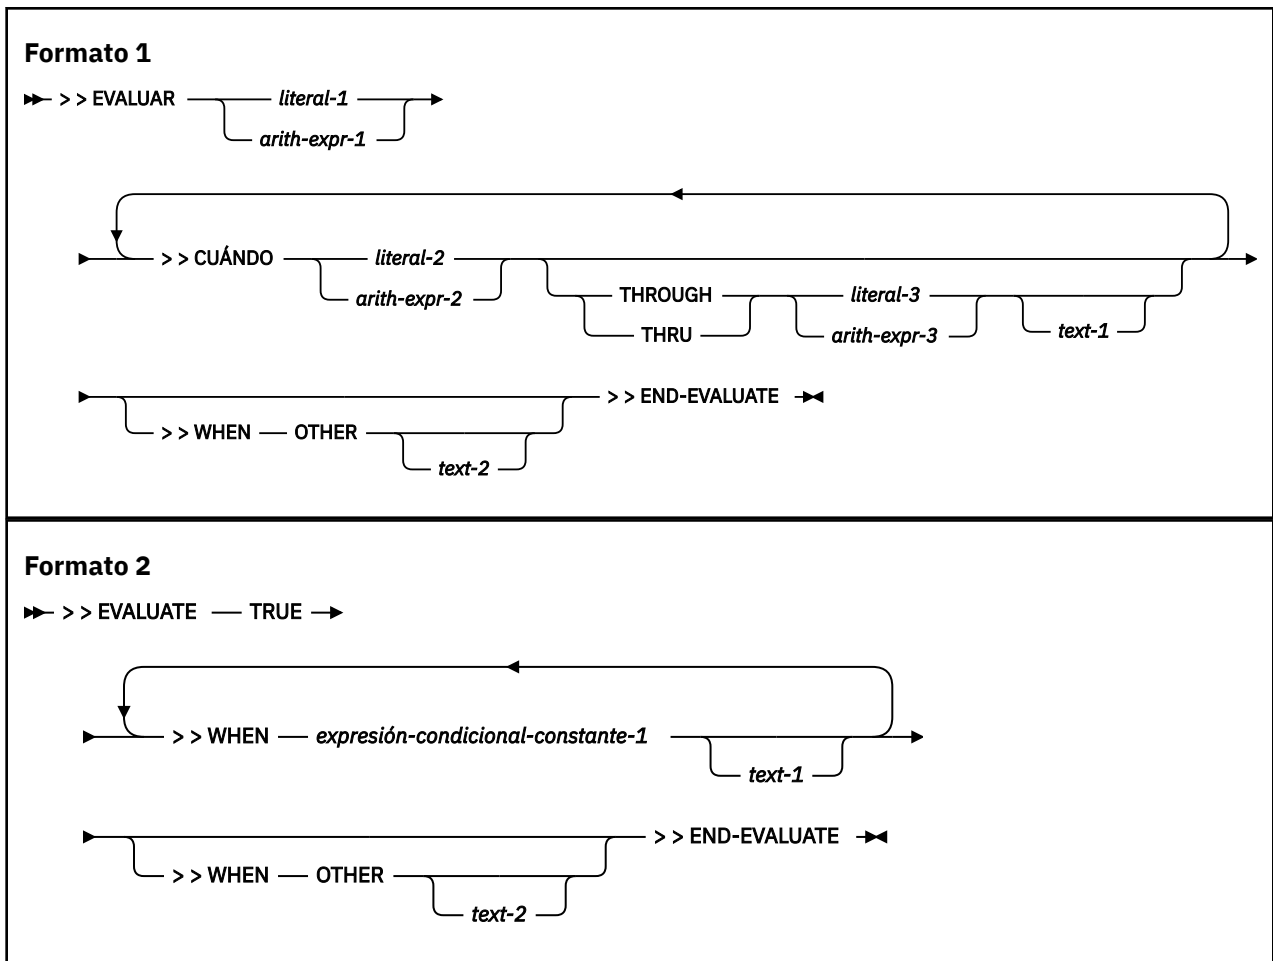 Formato 1
> > EVALUAR literal-1
arith-expr-1
> > CUÁNDO literal-2
arith-expr-2
THROUGH literal-3
THRU arith-expr-3 text-1
> > END-EVALUATE
> > WHEN OTHER
text-2
Formato 2
> > EVALUATE TRUE
> > WHEN expresión-condicional-constante-1
text-1
> > END-EVALUATE
> > WHEN OTHER
text-2